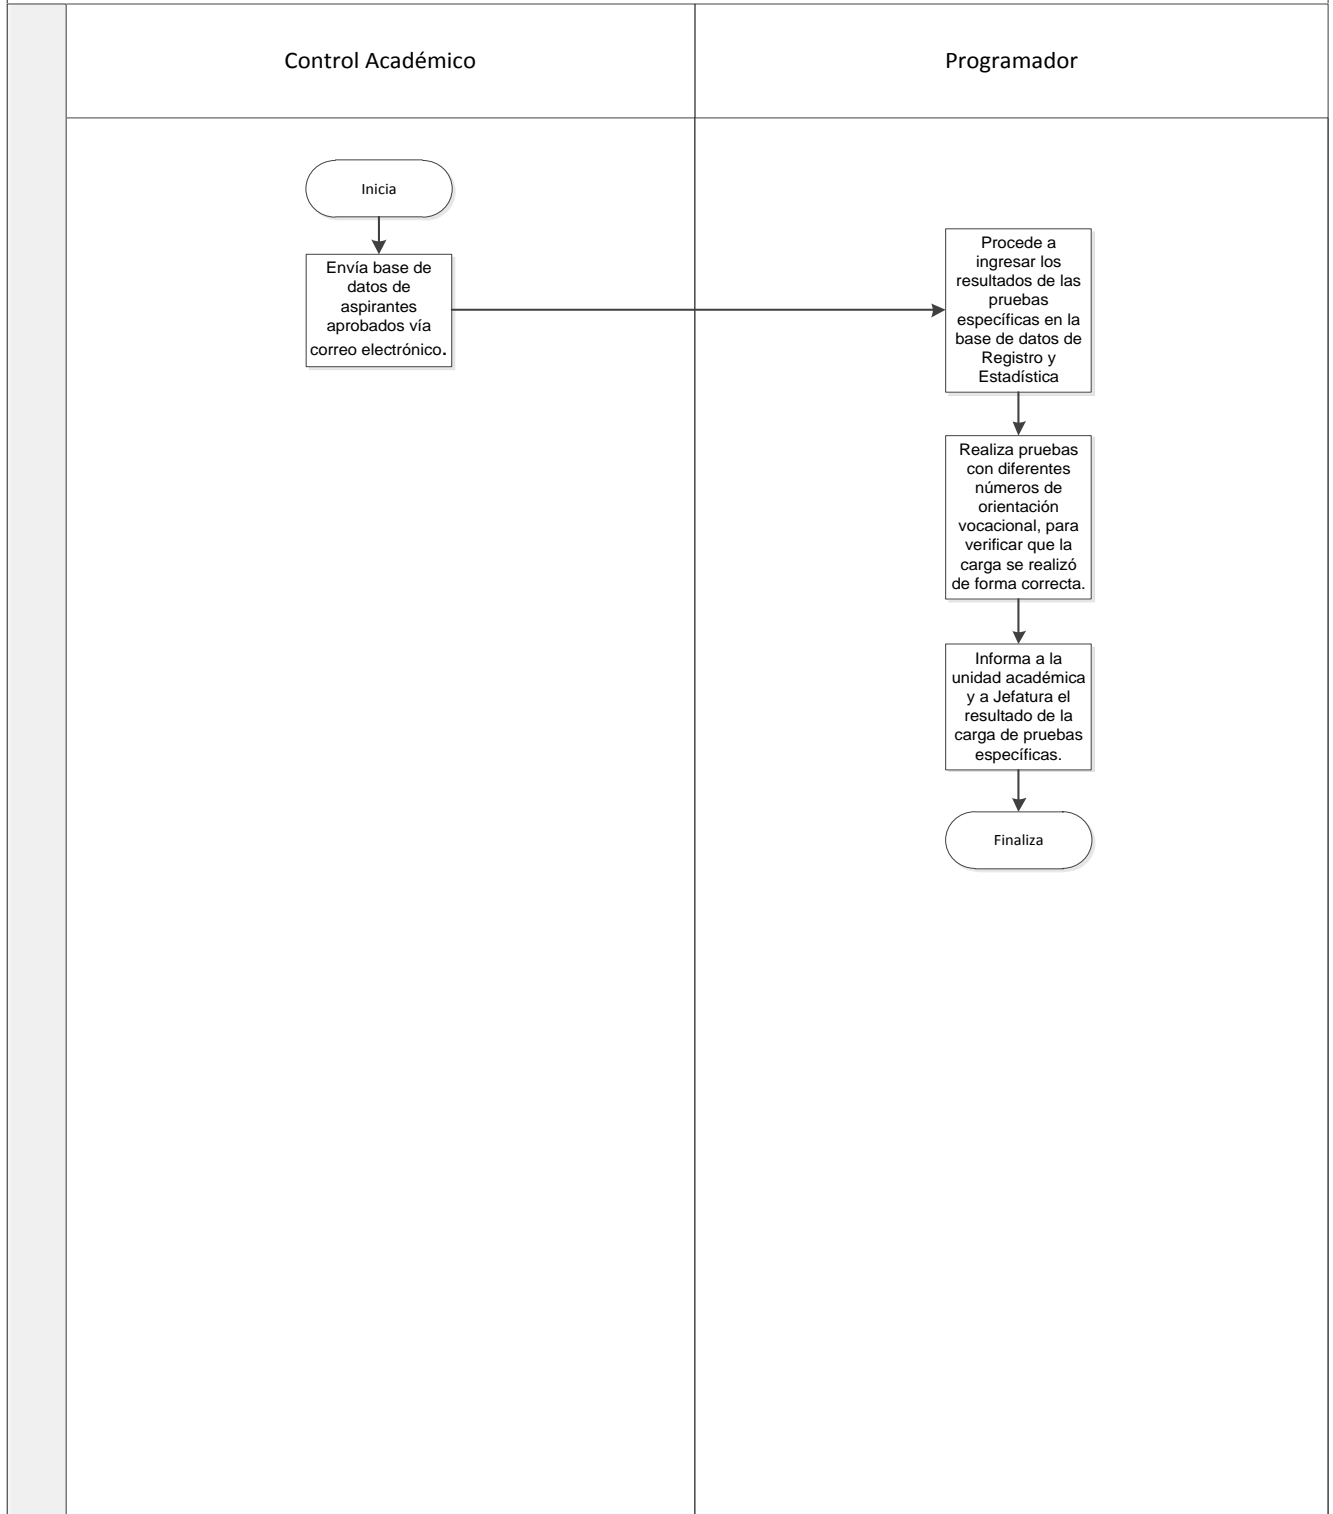 Control Académico
Programador
Inicia
Envía base de
datos de
aspirantes
aprobados vía
correo electrónico.
Procede a
ingresar los
resultados de las
pruebas
específicas en la
base de datos de
Registro y
Estadística
Realiza pruebas
con diferentes
números de
orientación
vocacional, para
verificar que la
carga se realizó
de forma correcta.
Informa a la
unidad académica
y a Jefatura el
resultado de la
carga de pruebas
específicas.
Finaliza